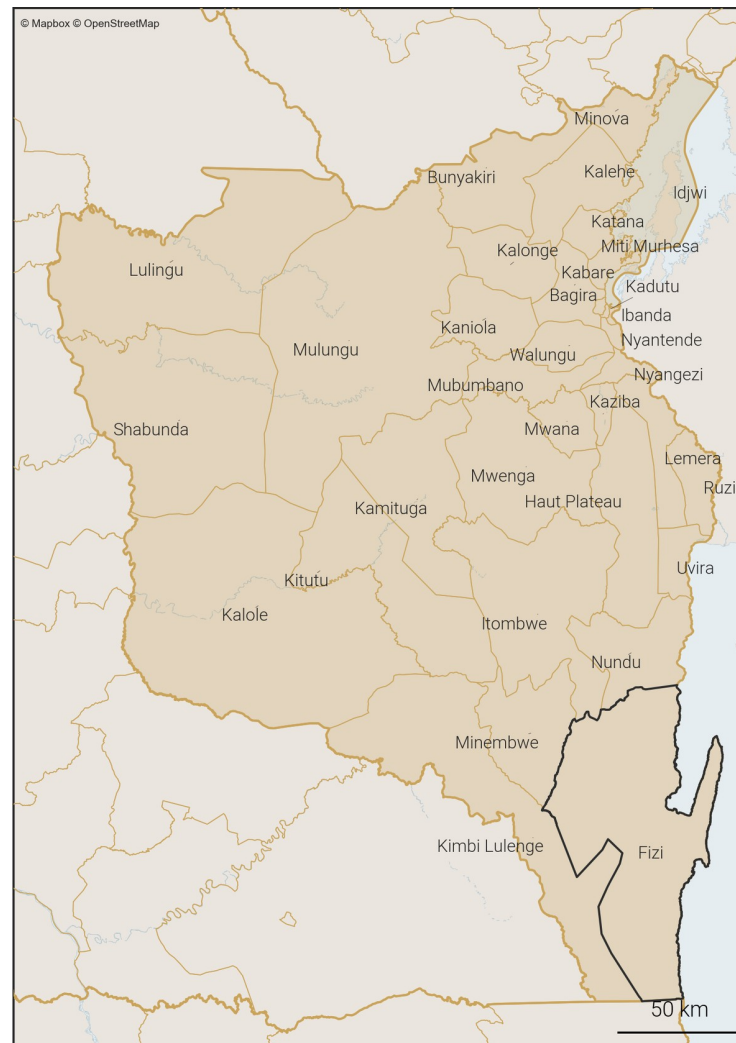 © Mapbox © OpenStreetMap
Minova
Kalehe
Bunyakiri
Idjwi
Katana
Miti Murhesa
Kalonge
Lulingu
Kabare
Kadutu
Bagira
Ibanda
Kaniola
Nyantende
Mulungu
Walungu
Nyangezi
Mubumbano
Kaziba
Shabunda
Mwana
Lemera
Mwenga
Ruzi
Haut Plateau
Kamituga
Uvira
Kitutu
Kalole
Itombwe
Nundu
Minembwe
Kimbi Lulenge
Fizi
50 km